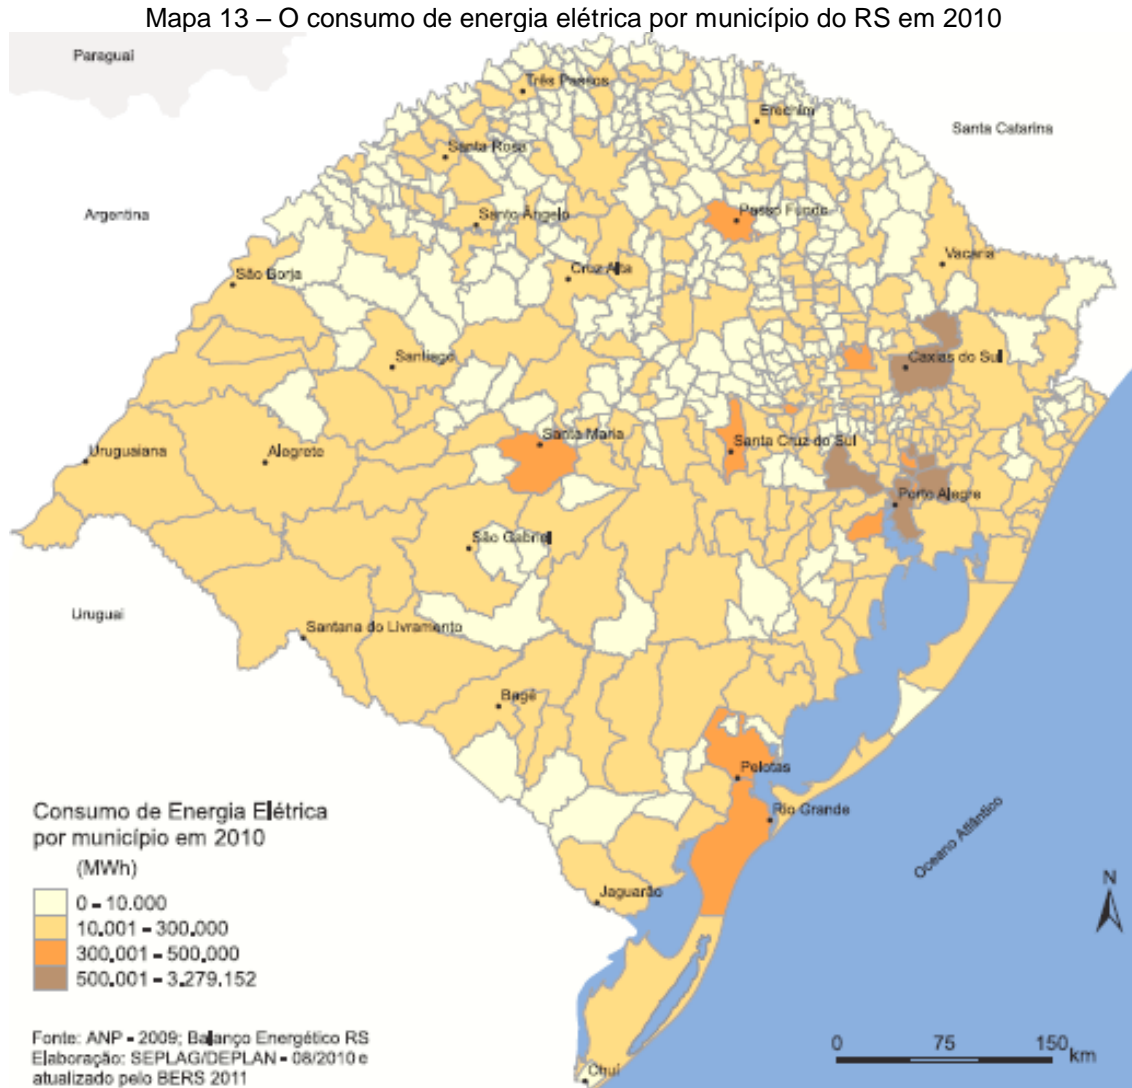 Mapa 13 – O consumo de energia elétrica por município do RS em 2010
Paraguai
Três Passos
Erechim
Santa Catarina
Santa Rosa
Argentina
Santo Ângelo
Passo Fundo
Vacaria
São Borja
Cruz Alta
Santiago
Caxias do Sul
Santa Maria
Santa Cruz do Sul
Uruguaiana
Alegrete
Porto Alegre
São Gabriel
Uruguai
Santana do Livramento
Bagé
Pelotas
Rio Grande
Oceano Atlântico
Jaguarão
Chuí
Consumo de Energia Elétrica
por município em 2010
(MWh)
0 - 10.000
10.001 - 300.000
300.001 - 500.000
500.001 - 3.279.152
Fonte: ANP - 2009; Balanço Energético RS
Elaboração: SEPLAG/DEPLAN - 08/2010 e
atualizado pelo BERS 2011
N
0 75 150 km